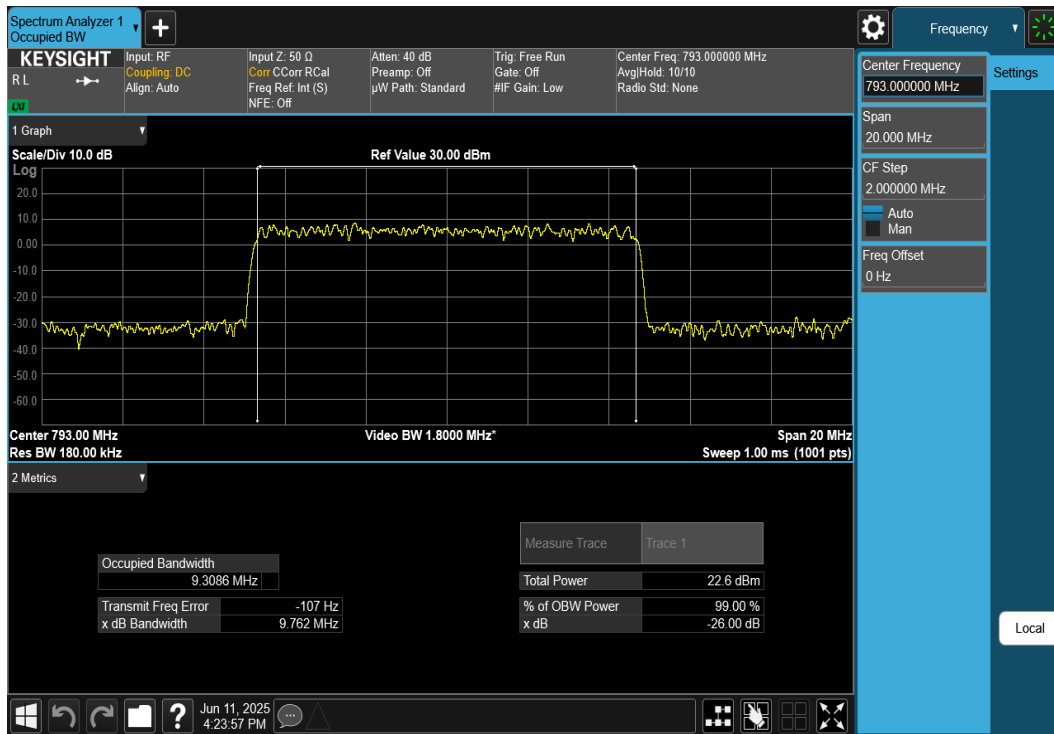 Spectrum Analyzer 1
Occupied BW
+
Frequency
KEYSIGHT
R L
LXI
Input: RF
Coupling: DC
Align: Auto
Input Z: 50 Ω
Corr CCorr RCal
Freq Ref: Int (S)
NFE: Off
Atten: 40 dB
Preamp: Off
µW Path: Standard
Trig: Free Run
Gate: Off
#IF Gain: Low
Center Freq: 793.000000 MHz
Avg|Hold: 10/10
Radio Std: None
Center Frequency
793.000000 MHz
Settings
Span
20.000 MHz
CF Step
2.000000 MHz
Auto
Man
Freq Offset
0 Hz
Local
1 Graph
Scale/Div 10.0 dB
Ref Value 30.00 dBm
Log
20.0
10.0
0.00
-10.0
-20.0
-30.0
-40.0
-50.0
-60.0
Center 793.00 MHz
Video BW 1.8000 MHz*
Span 20 MHz
Res BW 180.00 kHz
Sweep 1.00 ms (1001 pts)
2 Metrics
Measure Trace Trace 1
Occupied Bandwidth
9.3086 MHz
Total Power 22.6 dBm
Transmit Freq Error -107 Hz
% of OBW Power 99.00 %
x dB Bandwidth 9.762 MHz
x dB -26.00 dB
?
Jun 11, 2025
4:23:57 PM